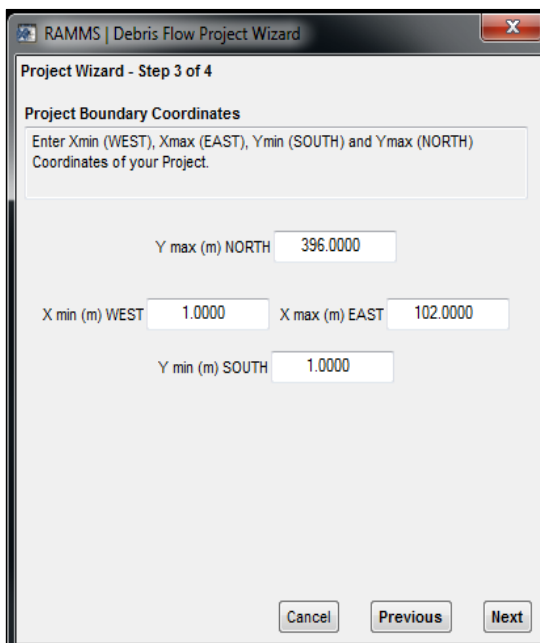 RAMMS | Debris Flow Project Wizard
X
Project Wizard - Step 3 of 4
Project Boundary Coordinates
Enter Xmin (WEST), Xmax (EAST), Ymin (SOUTH) and Ymax (NORTH)
Coordinates of your Project.
Y max (m) NORTH 396.0000
X min (m) WEST 1.0000 X max (m) EAST 102.0000
Y min (m) SOUTH 1.0000
Cancel Previous Next